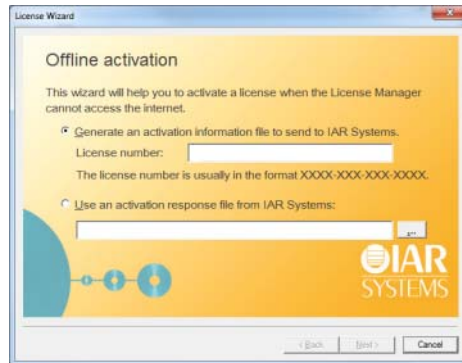 License Wizard
Offline activation
This wizard will help you to activate a license when the License Manager
cannot access the internet.
Generate an activation information file to send to IAR Systems.
License number:
The license number is usually in the format XXXX-XXX-XXX-XXXX.
Use an activation response file from IAR Systems:
...
IAR
SYSTEMS
< Back
Next >
Cancel